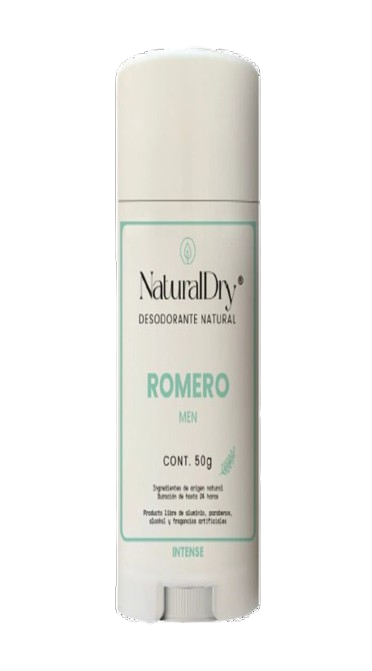 NaturalDry®
DESODORANTE NATURAL
ROMERO
MEN
CONT. 50g
Ingredientes de origen natural
Duración de hasta 24 horas
Producto libre de aluminio, parabenos,
alcohol y fragancias artificiales
INTENSE